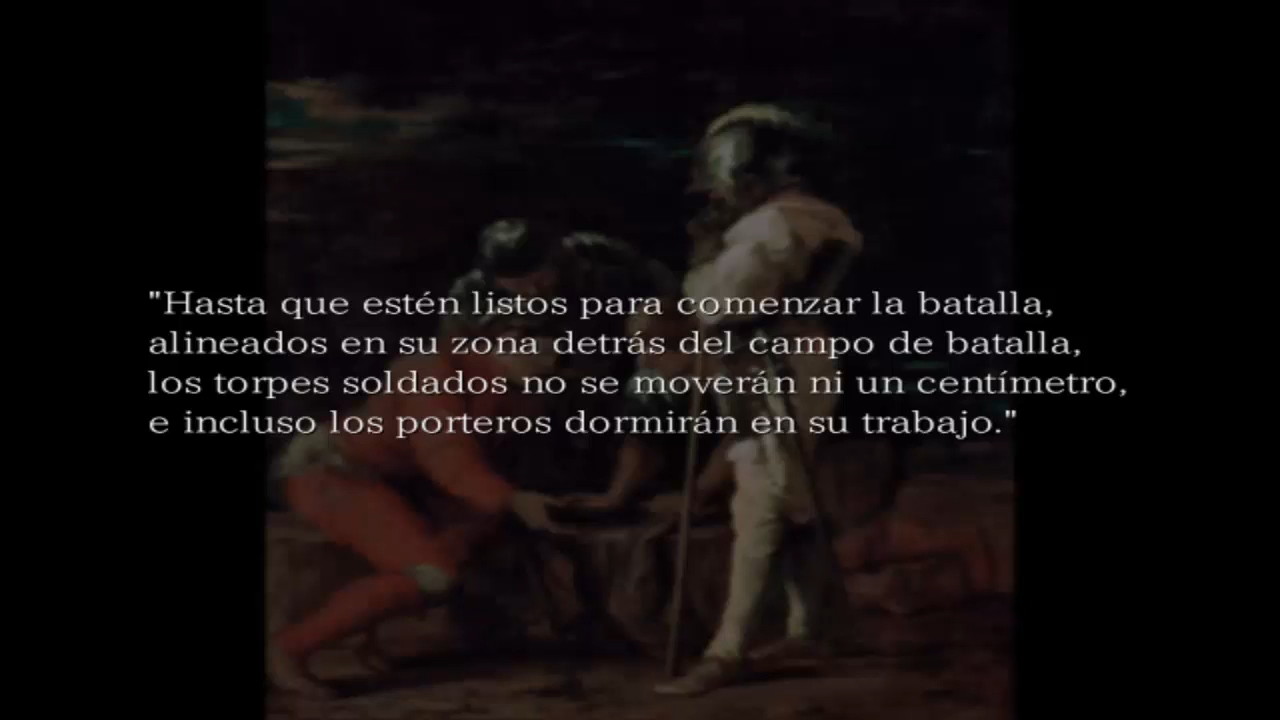 "Hasta que estén listos para comenzar la batalla,
alineados en su zona detrás del campo de batalla,
los torpes soldados no se moverán ni un centímetro,
e incluso los porteros dormirán en su trabajo."